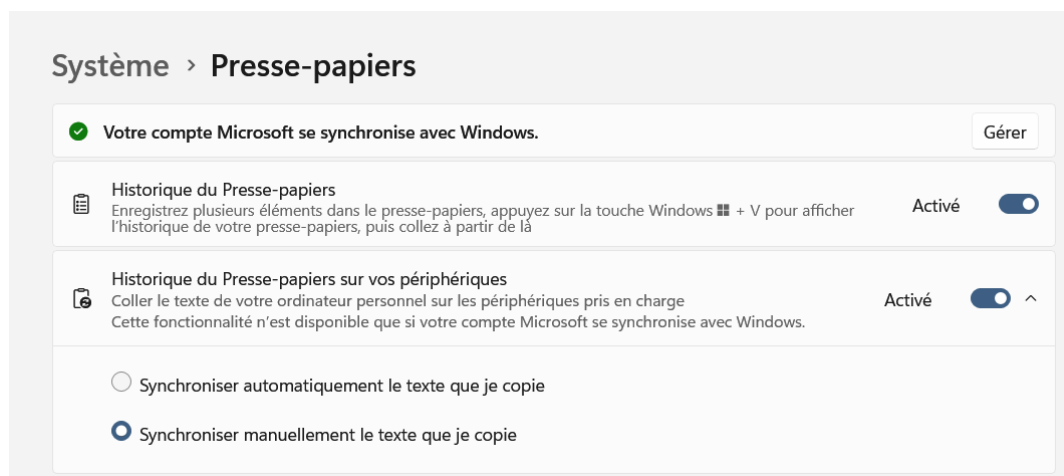 Système > Presse-papiers
Votre compte Microsoft se synchronise avec Windows.
Gérer
Historique du Presse-papiers
Enregistrez plusieurs éléments dans le presse-papiers, appuyez sur la touche Windows + V pour afficher
l'historique de votre presse-papiers, puis collez à partir de là
Activé
Historique du Presse-papiers sur vos périphériques
Coller le texte de votre ordinateur personnel sur les périphériques pris en charge
Cette fonctionnalité n'est disponible que si votre compte Microsoft se synchronise avec Windows.
Activé
Synchroniser automatiquement le texte que je copie
Synchroniser manuellement le texte que je copie